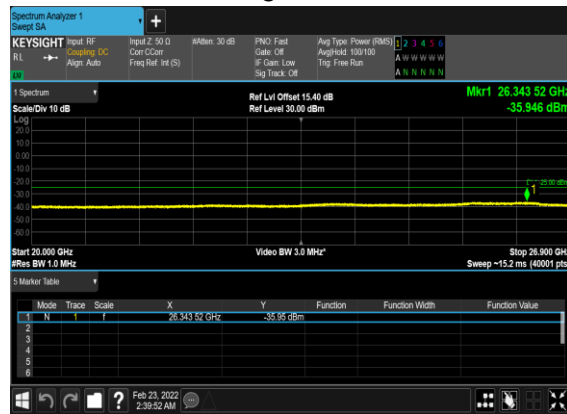 Spectrum Analyzer 1
Swept SA
+
KEYSIGHT Input: RF Input Z: 50 Ω #Atten: 30 dB PNO: Fast Avg Type: Power (RMS) 1 2 3 4 5 6
RL Coupling: DC Corr CCorr Gate: Off Avg|Hold: 100/100 A W W W W W
Align: Auto Freq Ref: Int (S) IF Gain: Low Trig: Free Run
LXI Sig Track: Off A N N N N N
1 Spectrum Ref Lvl Offset 15.40 dB Mkr1 26.343 52 GHz
Scale/Div 10 dB Ref Level 30.00 dBm -35.946 dBm
Log
20.0
10.0
0.00
-10.0
-20.0
-25.00 dBm
-30.0
1
-40.0
-50.0
-60.0
Start 20.000 GHz Video BW 3.0 MHz* Stop 26.900 GHz
#Res BW 1.0 MHz Sweep ~15.2 ms (40001 pts)
5 Marker Table
Mode Trace Scale X Y Function Function Width Function Value
1 N 1 f 26.343 52 GHz -35.95 dBm
2
3
4
5
6
? Feb 23, 2022
2:39:52 AM